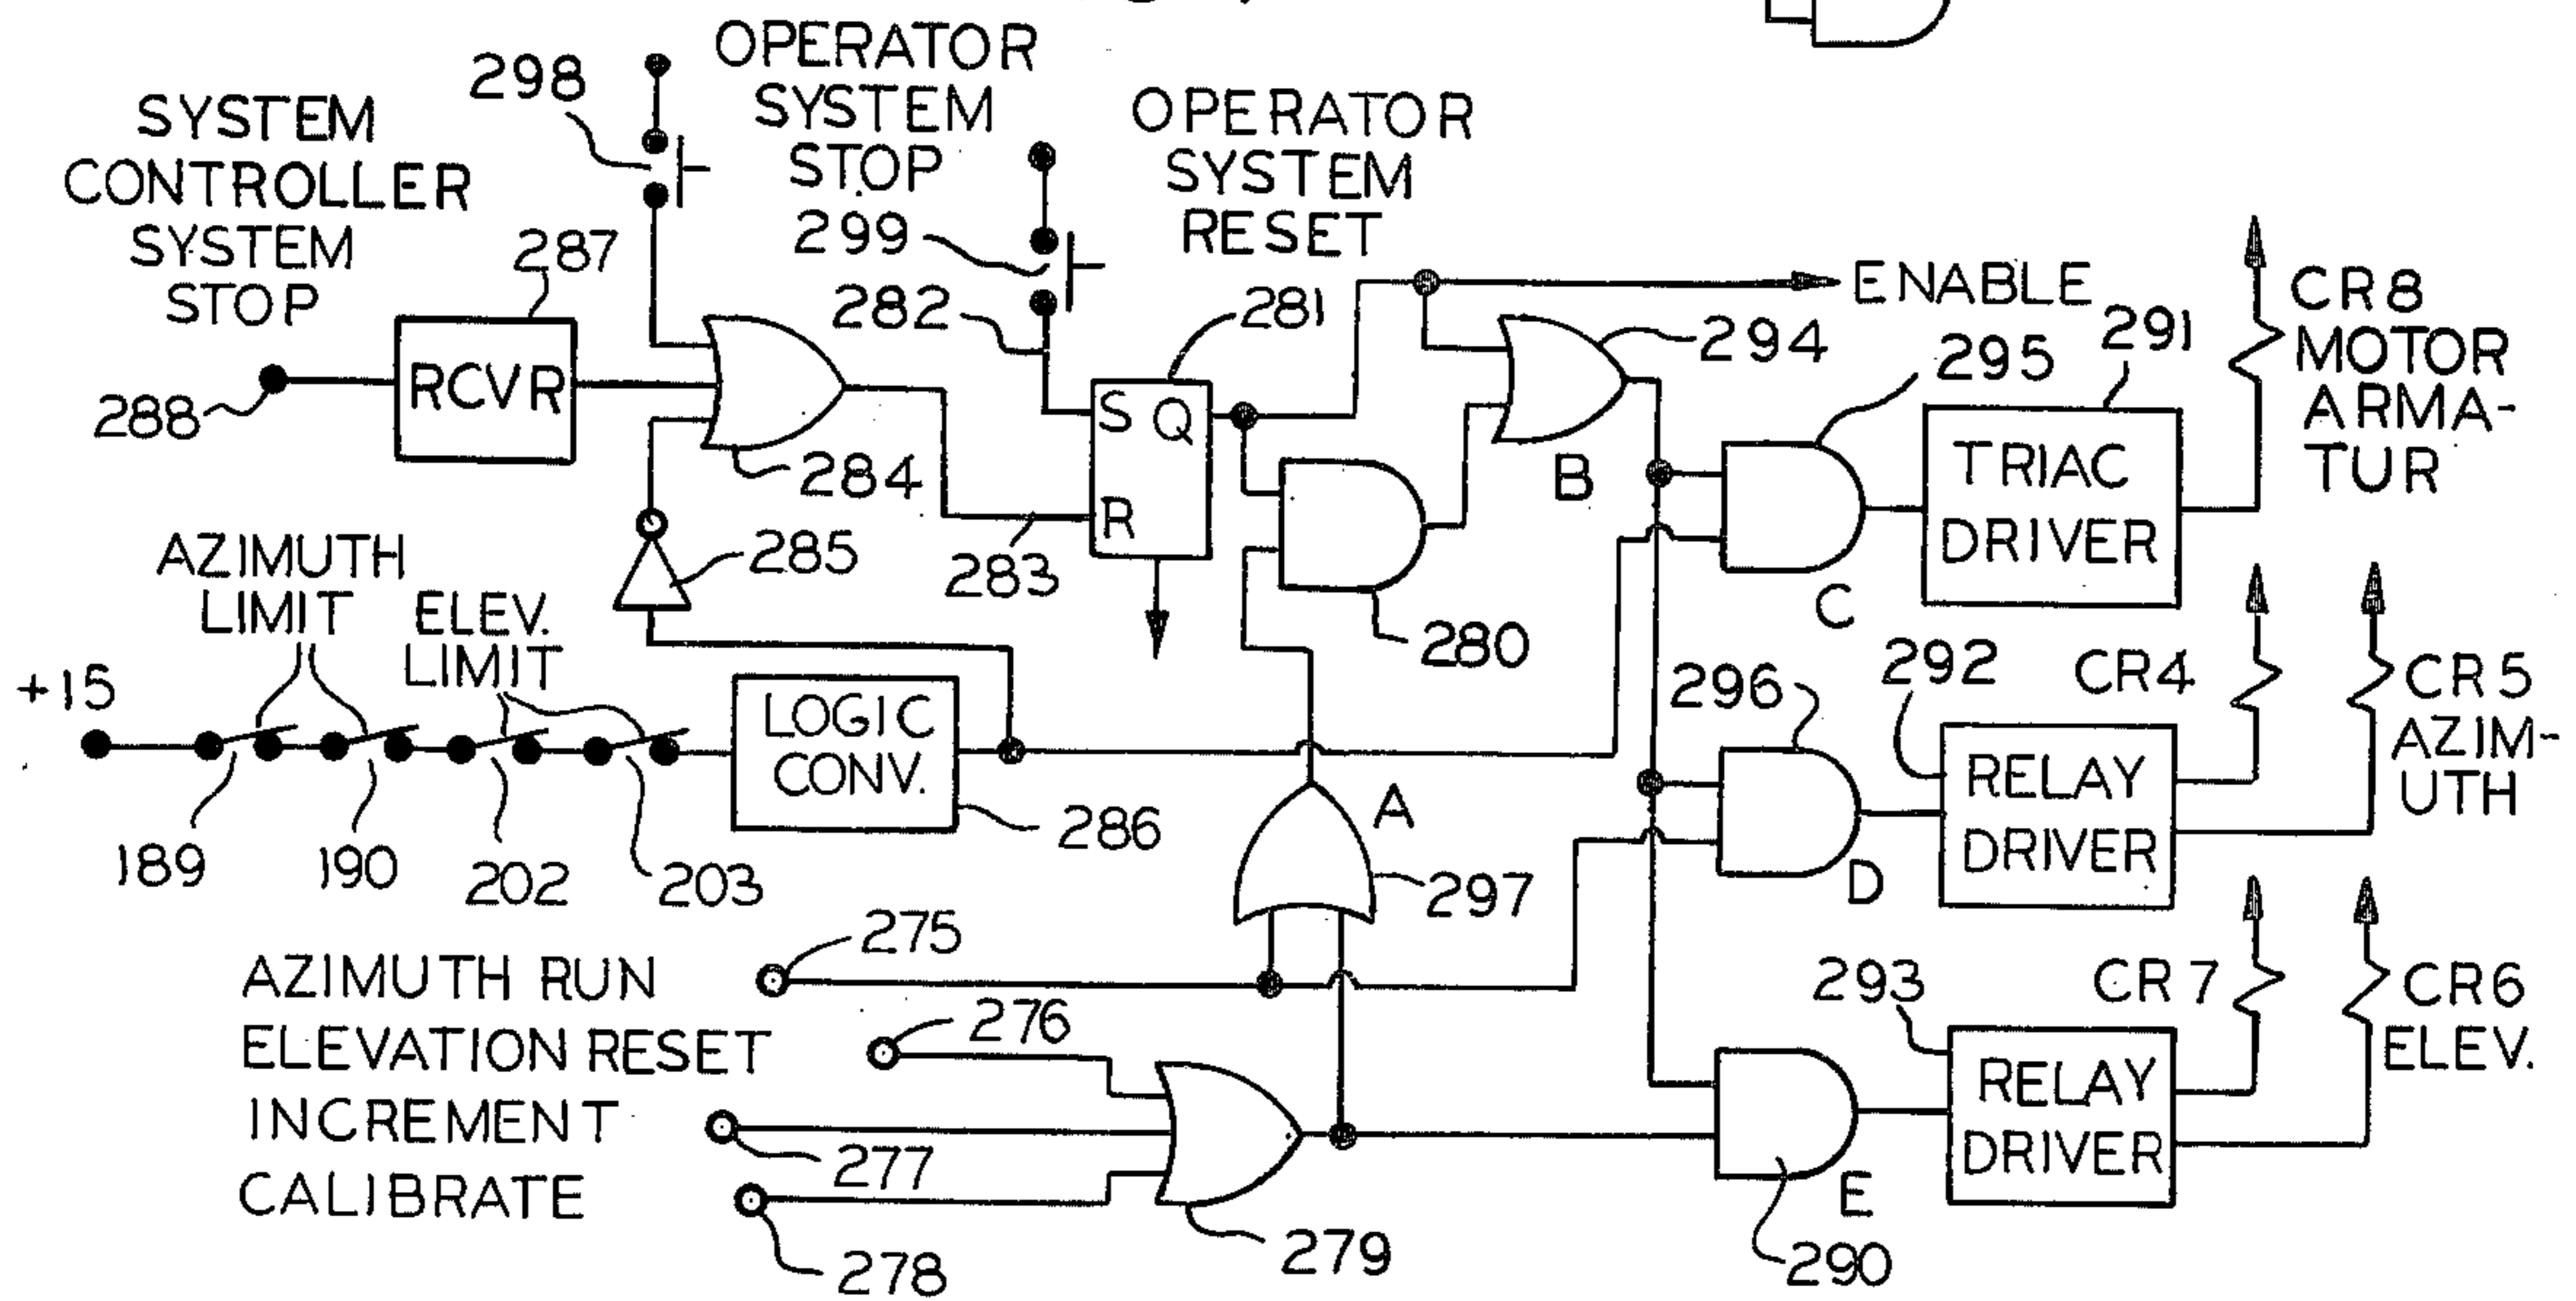 298
SYSTEM
CONTROLLER
SYSTEM
STOP
OPERATOR
SYSTEM
STOP
299
OPERATOR
SYSTEM
RESET
287
282
281
288
RCVR
284
283
S Q
R
ENABLE
294
B
295
291
CR8
MOTOR
ARMA-
TUR
TRIAC
DRIVER
C
280
285
AZIMUTH
LIMIT
ELEV.
LIMIT
+15
189
190
202
203
LOGIC
CONV.
286
A
297
296
D
292
RELAY
DRIVER
CR4
CR5
AZIM-
UTH
AZIMUTH RUN
275
ELEVATION RESET
276
INCREMENT
277
CALIBRATE
278
279
E
290
293
RELAY
DRIVER
CR7
CR6
ELEV.